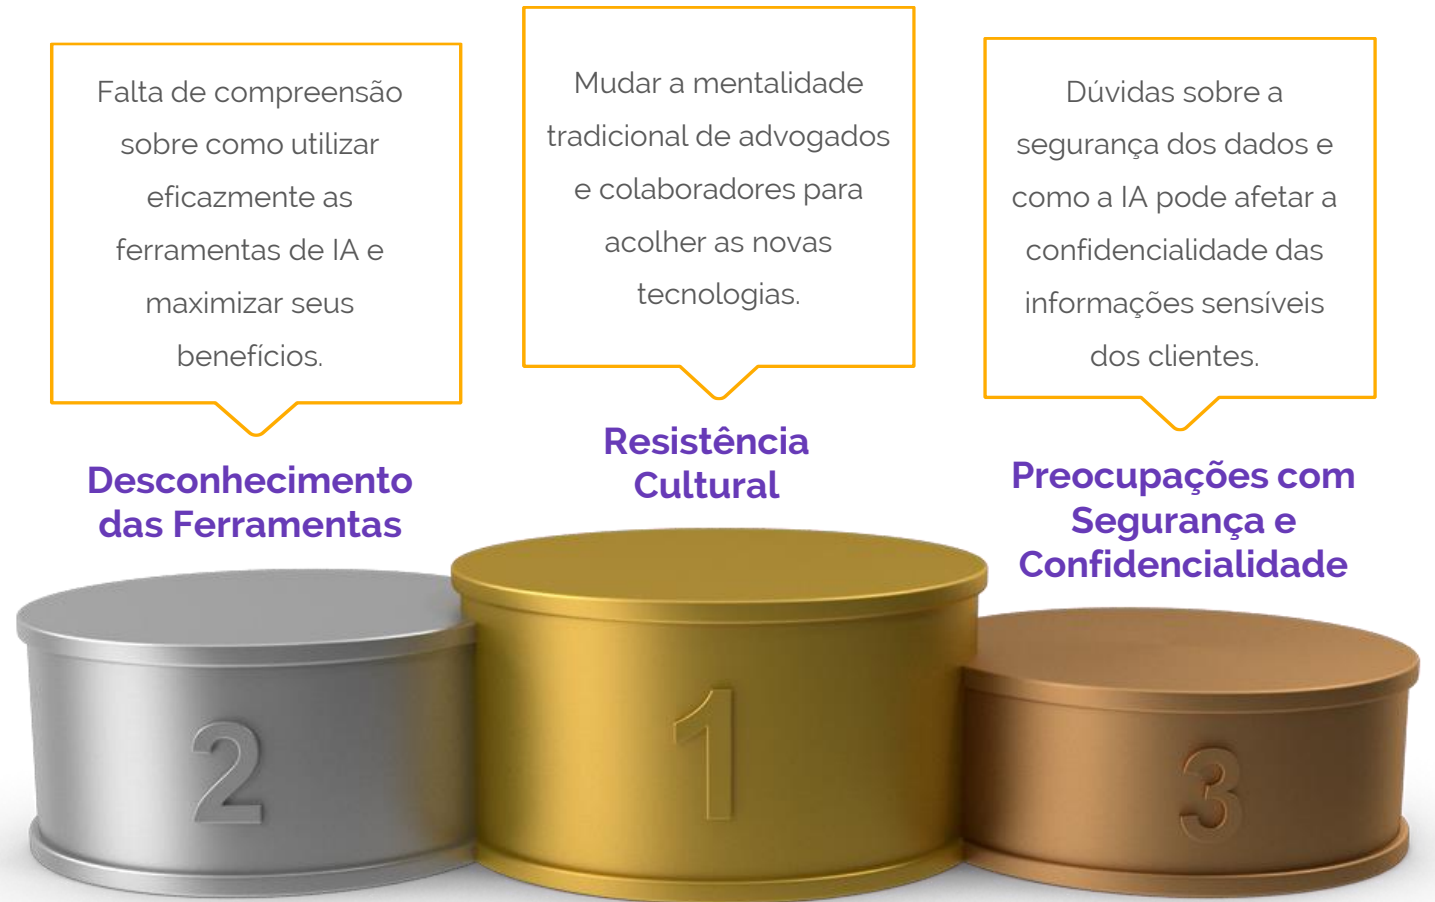 Falta de compreensão
sobre como utilizar
eficazmente as
ferramentas de IA e
maximizar seus
benefícios.
Desconhecimento
das Ferramentas
2
Mudar a mentalidade
tradicional de advogados
e colaboradores para
acolher as novas
tecnologias.
Resistência
Cultural
1
Dúvidas sobre a
segurança dos dados e
como a IA pode afetar a
confidencialidade das
informações sensíveis
dos clientes.
Preocupações com
Segurança e
Confidencialidade
3